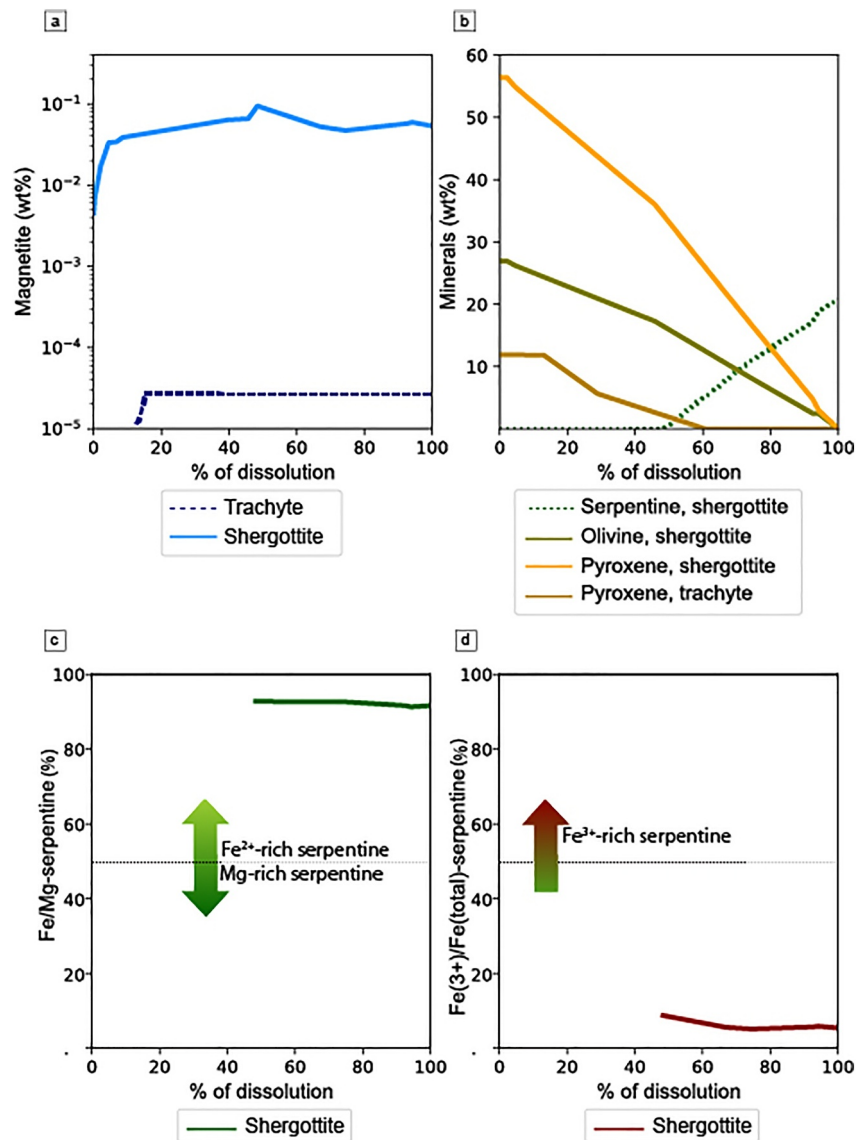 a
Magnetite (wt%)
10⁻¹
10⁻²
10⁻³
10⁻⁴
10⁻⁵
0 20 40 60 80 100
% of dissolution
Trachyte
Shergottite
b
Minerals (wt%)
60
50
40
30
20
10
0 20 40 60 80 100
% of dissolution
Serpentine, shergottite
Olivine, shergottite
Pyroxene, shergottite
Pyroxene, trachyte
c
Fe/Mg-serpentine (%)
100
80
60
40
20
Fe²⁺-rich serpentine
Mg-rich serpentine
0 20 40 60 80 100
% of dissolution
Shergottite
d
Fe(3+)/Fe(total)-serpentine (%)
100
80
60
40
20
Fe³⁺-rich serpentine
0 20 40 60 80 100
% of dissolution
Shergottite